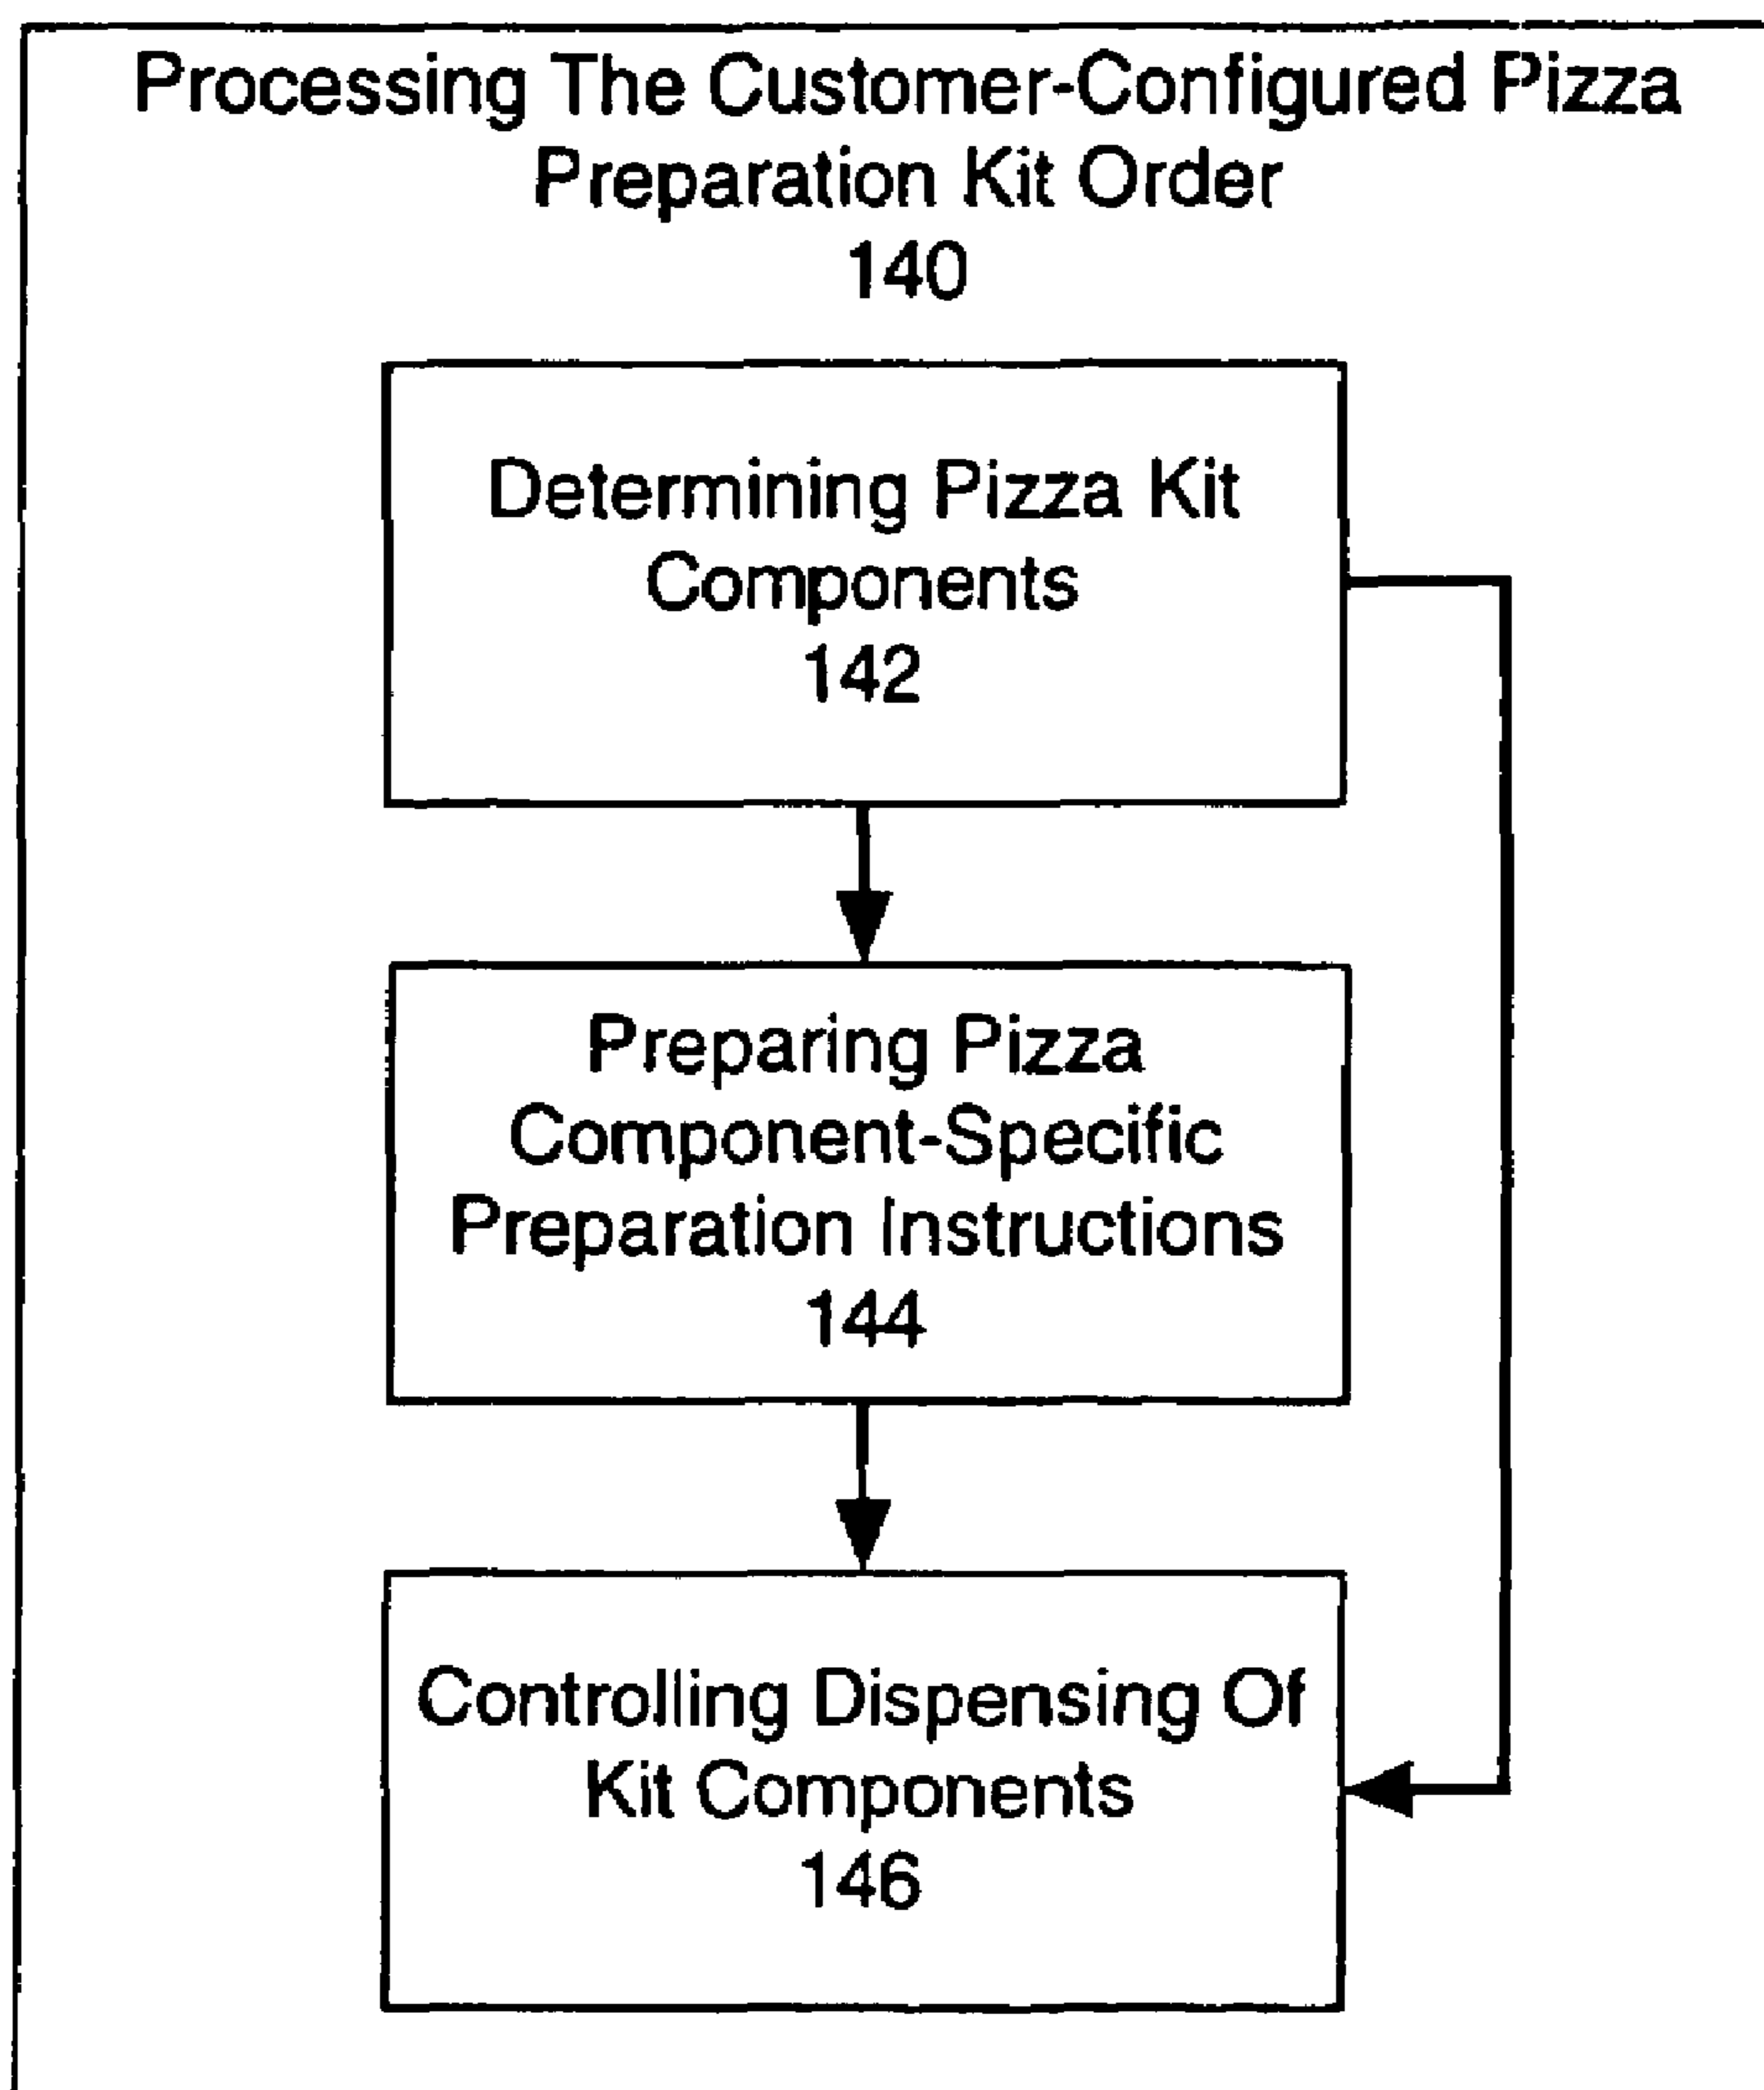 Processing The Customer-Configured Pizza
Preparation Kit Order
140
Determining Pizza Kit
Components
142
Preparing Pizza
Component-Specific
Preparation Instructions
144
Controlling Dispensing Of
Kit Components
146